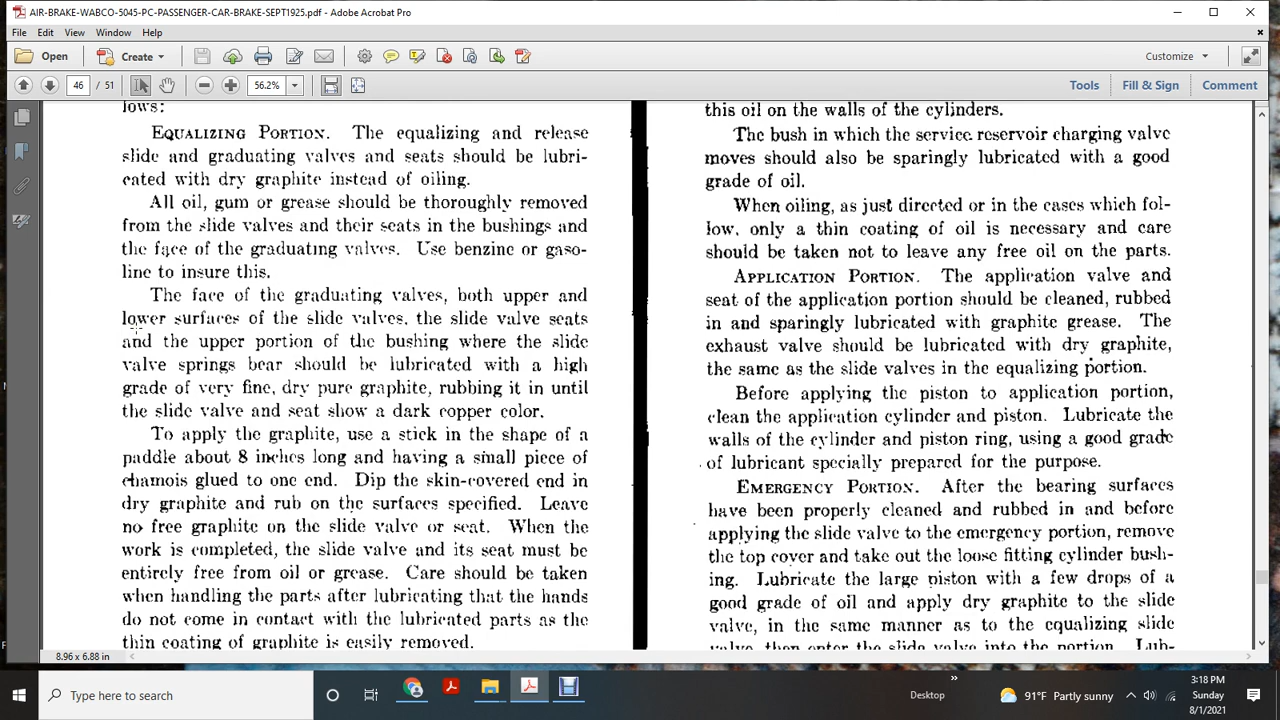 AIR-BRAKE-WABCO-5045-PC-PASSENGER-CAR-BRAKE-SEPT1925.pdf - Adobe Acrobat Pro
File Edit View Window Help
Open Create Customize
46 / 51 56.2% Tools Fill & Sign Comment
lows:
EQUALIZING PORTION. The equalizing and release
slide and graduating valves and seats should be lubri-
cated with dry graphite instead of oiling.
All oil, gum or grease should be thoroughly removed
from the slide valves and their seats in the bushings and
the face of the graduating valves. Use benzine or gaso-
line to insure this.
The face of the graduating valves, both upper and
lower surfaces of the slide valves, the slide valve seats
and the upper portion of the bushing where the slide
valve springs bear should be lubricated with a high
grade of very fine, dry pure graphite, rubbing it in until
the slide valve and seat show a dark copper color.
To apply the graphite, use a stick in the shape of a
paddle about 8 inches long and having a small piece of
chamois glued to one end. Dip the skin-covered end in
dry graphite and rub on the surfaces specified. Leave
no free graphite on the slide valve or seat. When the
work is completed, the slide valve and its seat must be
entirely free from oil or grease. Care should be taken
when handling the parts after lubricating that the hands
do not come in contact with the lubricated parts as the
thin coating of graphite is easily removed.
this oil on the walls of the cylinders.
The bush in which the service reservoir charging valve
moves should also be sparingly lubricated with a good
grade of oil.
When oiling, as just directed or in the cases which fol-
low, only a thin coating of oil is necessary and care
should be taken not to leave any free oil on the parts.
APPLICATION PORTION. The application valve and
seat of the application portion should be cleaned, rubbed
in and sparingly lubricated with graphite grease. The
exhaust valve should be lubricated with dry graphite,
the same as the slide valves in the equalizing portion.
Before applying the piston to application portion,
clean the application cylinder and piston. Lubricate the
walls of the cylinder and piston ring, using a good grade
of lubricant specially prepared for the purpose.
EMERGENCY PORTION. After the bearing surfaces
have been properly cleaned and rubbed in and before
applying the slide valve to the emergency portion, remove
the top cover and take out the loose fitting cylinder bush-
ing. Lubricate the large piston with a few drops of a
good grade of oil and apply dry graphite to the slide
valve, in the same manner as to the equalizing slide
valve, then enter the slide valve into the portion. Lub-
8.96 x 6.88 in
Type here to search
Desktop
91°F Partly sunny
3:18 PM
Sunday
8/1/2021